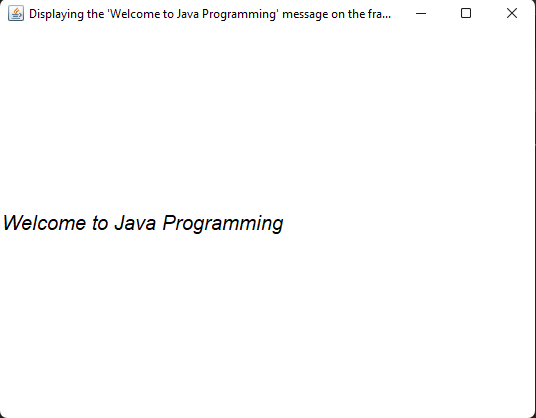 Displaying the 'Welcome to Java Programming' message on the fra...
Welcome to Java Programming